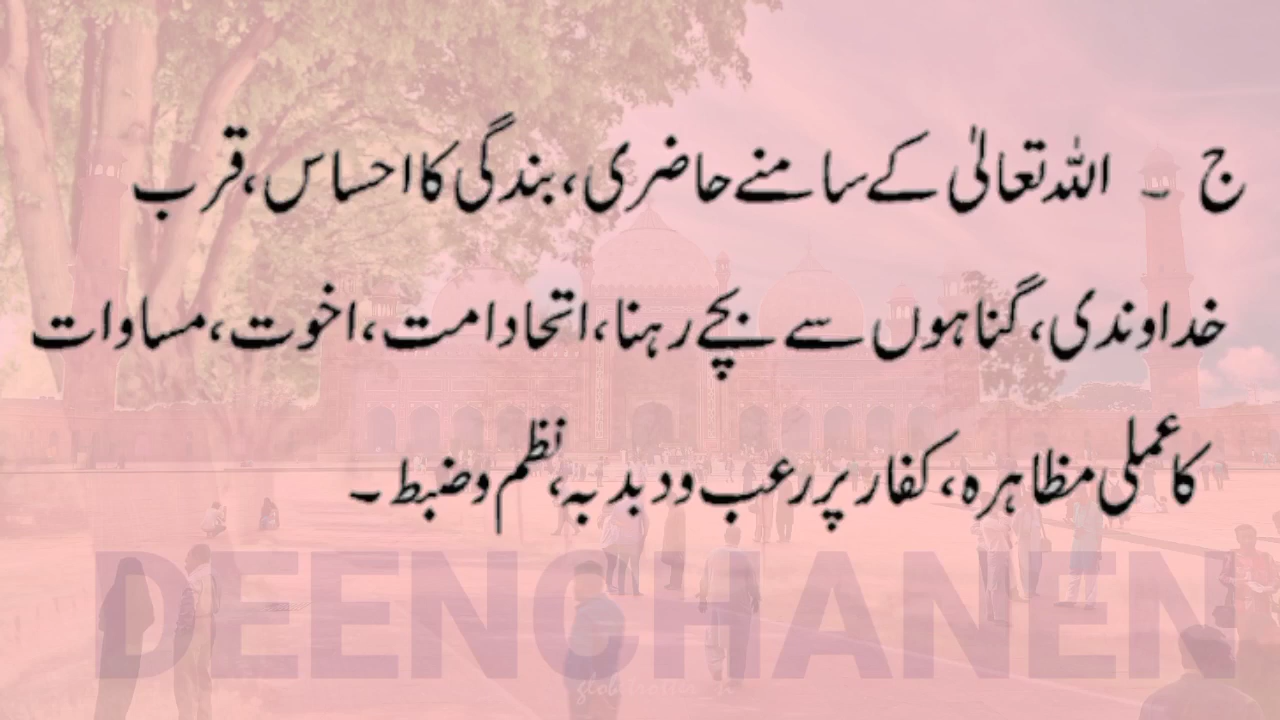 ج ۔ اللہ تعالیٰ کے سامنے حاضری، بندگی کا احساس، قرب
خداوندی، گناہوں سے بچے رہنا، اتحاد امت، اخوت، مساوات
کا عملی مظاہرہ، کفار پر رعب و دبدبہ، نظم و ضبط ۔
DEENCHANEN